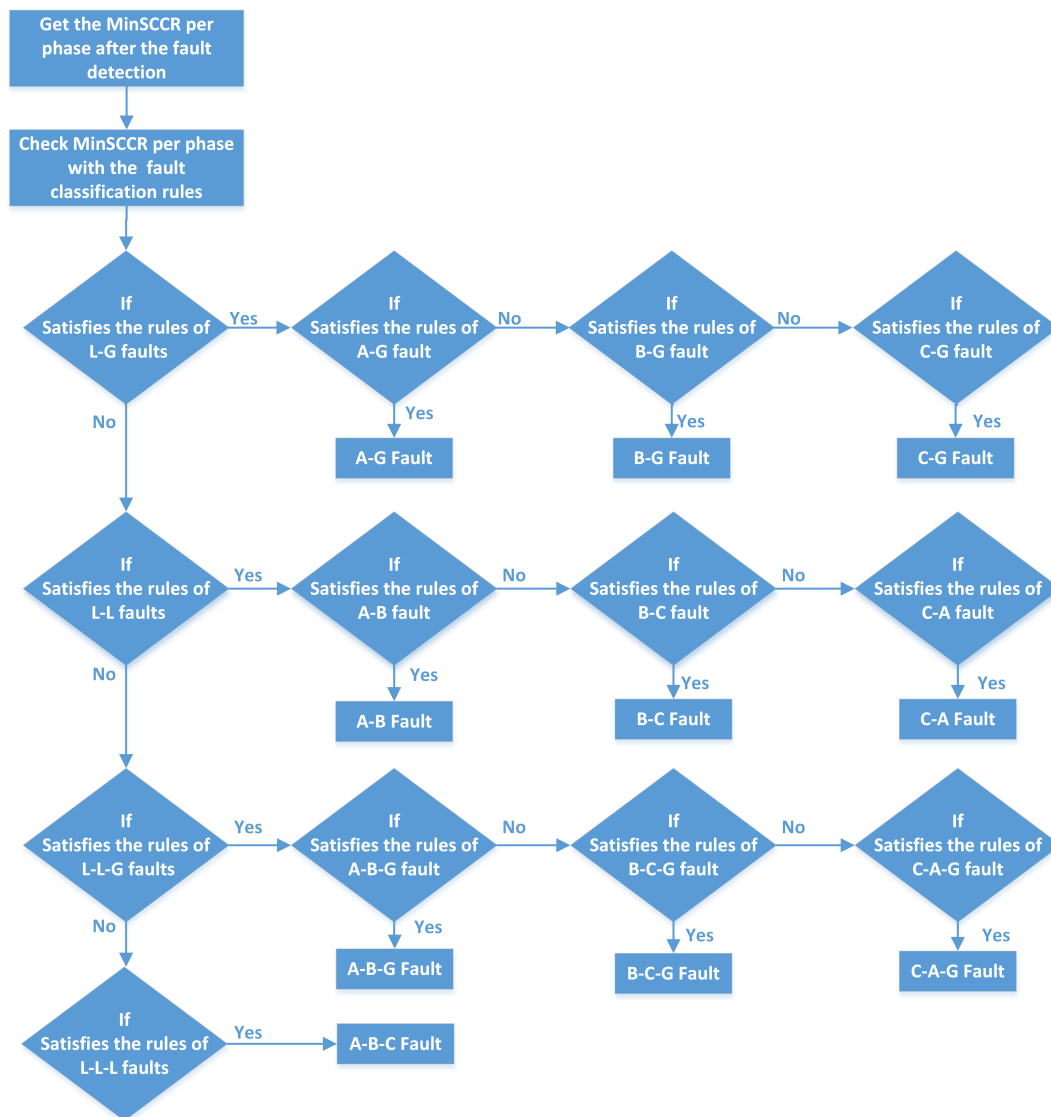 Get the MinSCCR per
phase after the fault
detection
Check MinSCCR per phase
with the fault
classification rules
If
Satisfies the rules of
L-G faults
Yes
If
Satisfies the rules of
A-G fault
No
If
Satisfies the rules of
B-G fault
No
If
Satisfies the rules of
C-G fault
No
Yes
A-G Fault
Yes
B-G Fault
Yes
C-G Fault
If
Satisfies the rules of
L-L faults
Yes
If
Satisfies the rules of
A-B fault
No
If
Satisfies the rules of
B-C fault
No
If
Satisfies the rules of
C-A fault
No
Yes
A-B Fault
Yes
B-C Fault
Yes
C-A Fault
If
Satisfies the rules of
L-L-G faults
Yes
If
Satisfies the rules of
A-B-G fault
No
If
Satisfies the rules of
B-C-G fault
No
If
Satisfies the rules of
C-A-G fault
No
Yes
A-B-G Fault
Yes
B-C-G Fault
Yes
C-A-G Fault
If
Satisfies the rules of
L-L-L faults
Yes
A-B-C Fault